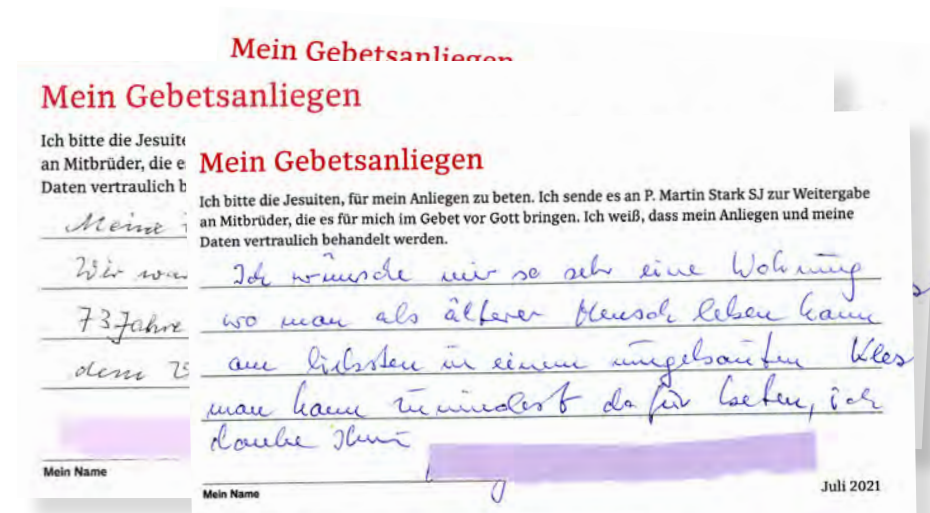 Mein Gebetsanliegen
Mein Gebetsanliegen
Ich bitte die Jesuite
an Mitbrüder, die e
Daten vertraulich b
Meine
Wir war
73 Jahre
dem
Mein Name
Mein Gebetsanliegen
Ich bitte die Jesuiten, für mein Anliegen zu beten. Ich sende es an P. Martin Stark SJ zur Weitergabe
an Mitbrüder, die es für mich im Gebet vor Gott bringen. Ich weiß, dass mein Anliegen und meine
Daten vertraulich behandelt werden.
Ich wünsche mir so sehr eine Wohnung
wo man als älterer Mensch leben kann
am liebsten in einem umgebauten Klos
man kann zumindest dafür beten, ich
danke Ihnen
Mein Name
Juli 2021